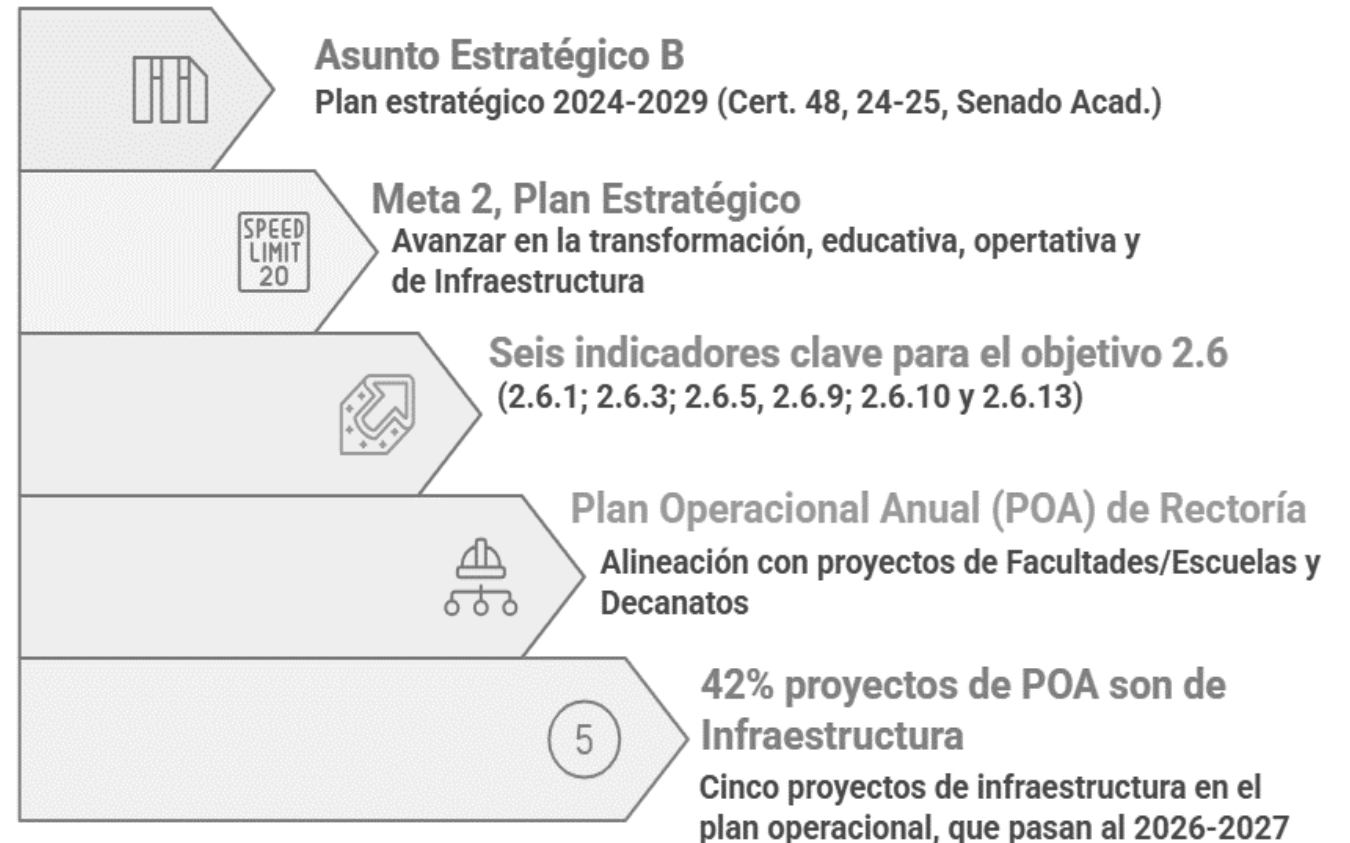 Asunto Estratégico B
Plan estratégico 2024-2029 (Cert. 48, 24-25, Senado Acad.)
Meta 2, Plan Estratégico
SPEED
LIMIT
20
Avanzar en la transformación, educativa, opertativa y
de Infraestructura
Seis indicadores clave para el objetivo 2.6
(2.6.1; 2.6.3; 2.6.5, 2.6.9; 2.6.10 y 2.6.13)
Plan Operacional Anual (POA) de Rectoría
Alineación con proyectos de Facultades/Escuelas y
Decanatos
42% proyectos de POA son de
Infraestructura
5
Cinco proyectos de infraestructura en el
plan operacional, que pasan al 2026-2027